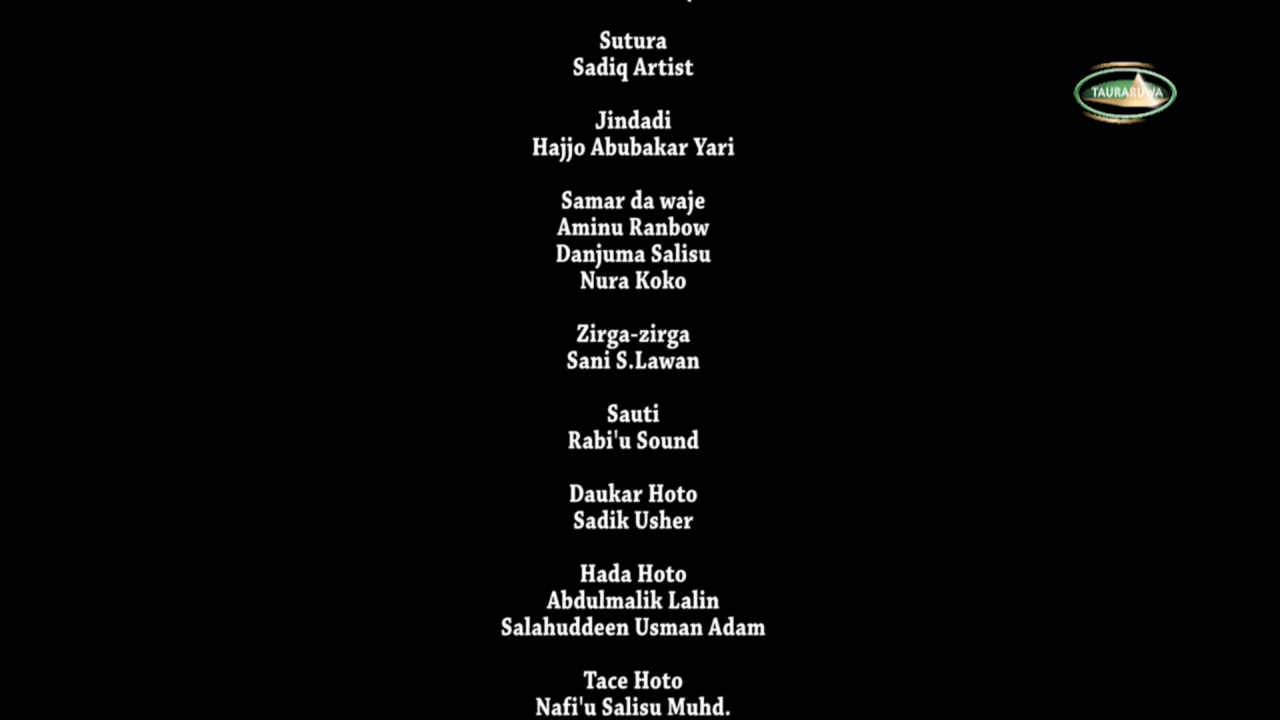 Sutura
Sadiq Artist
TAURARUWA
Jindadi
Hajjo Abubakar Yari
Samar da waje
Aminu Ranbow
Danjuma Salisu
Nura Koko
Zirga-zirga
Sani S.Lawan
Sauti
Rabi'u Sound
Daukar Hoto
Sadik Usher
Hada Hoto
Abdulmalik Lalin
Salahuddeen Usman Adam
Tace Hoto
Nafi'u Salisu Muhd.